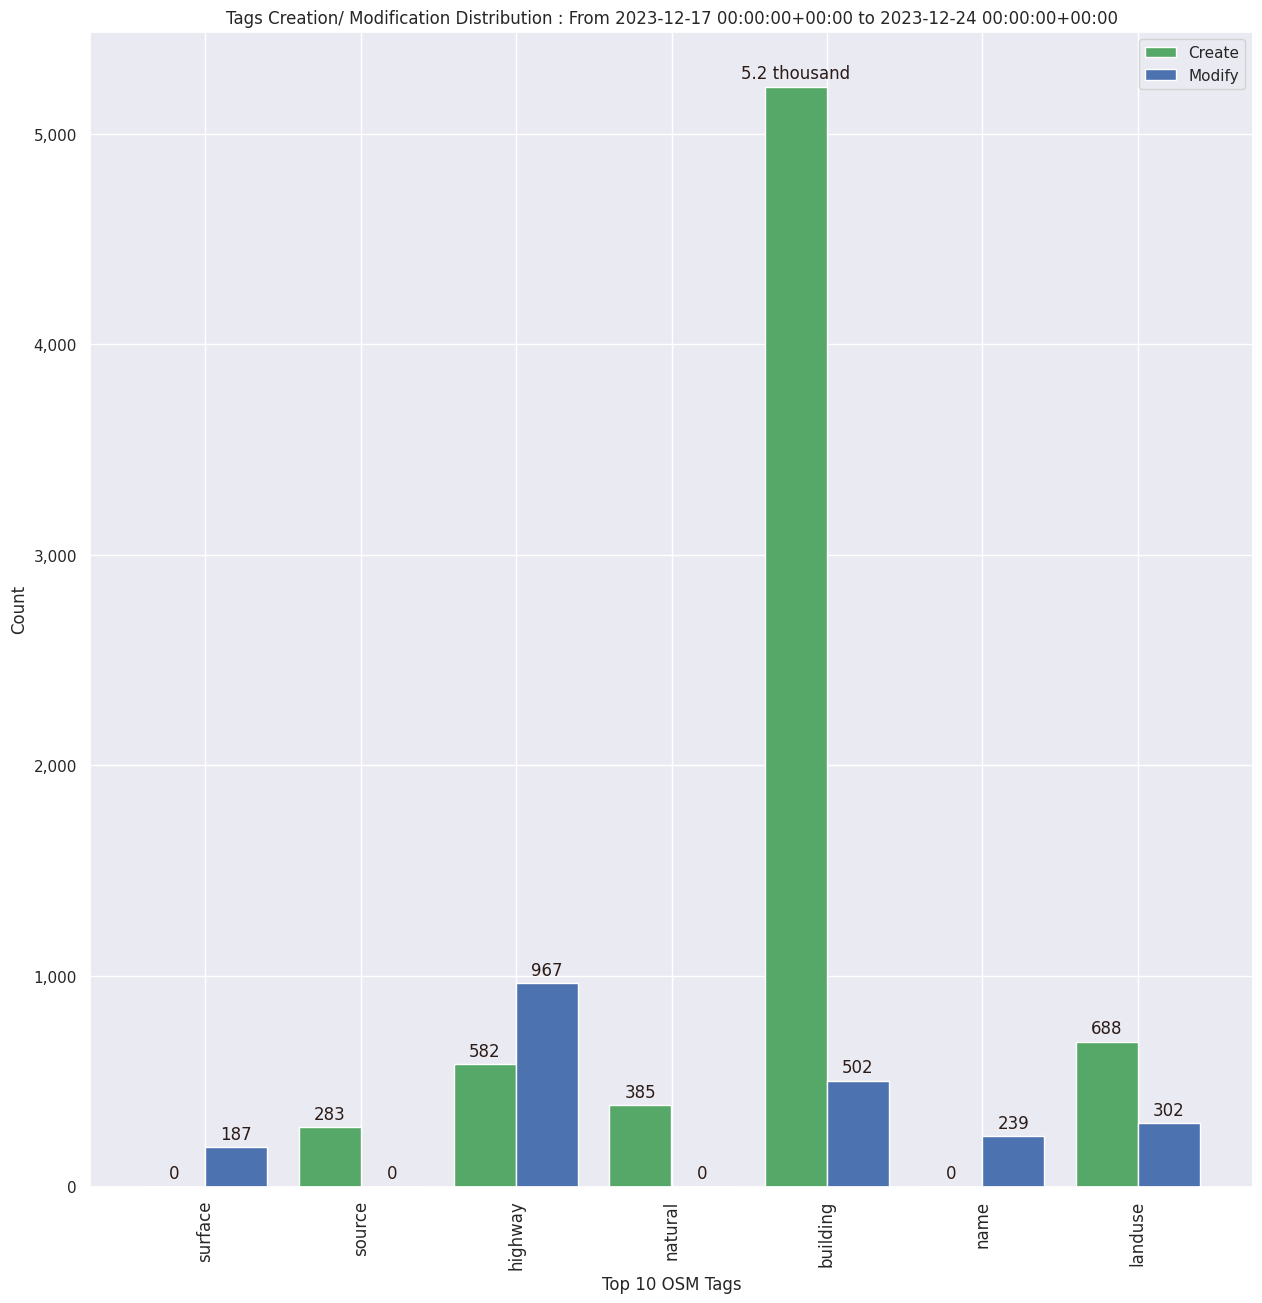 Tags Creation/ Modification Distribution : From 2023-12-17 00:00:00+00:00 to 2023-12-24 00:00:00+00:00
Create
Modify
5.2 thousand
5,000
4,000
3,000
2,000
1,000
0
Count
0
187
283
0
582
967
385
0
502
0
239
688
302
surface
source
highway
natural
building
name
landuse
Top 10 OSM Tags